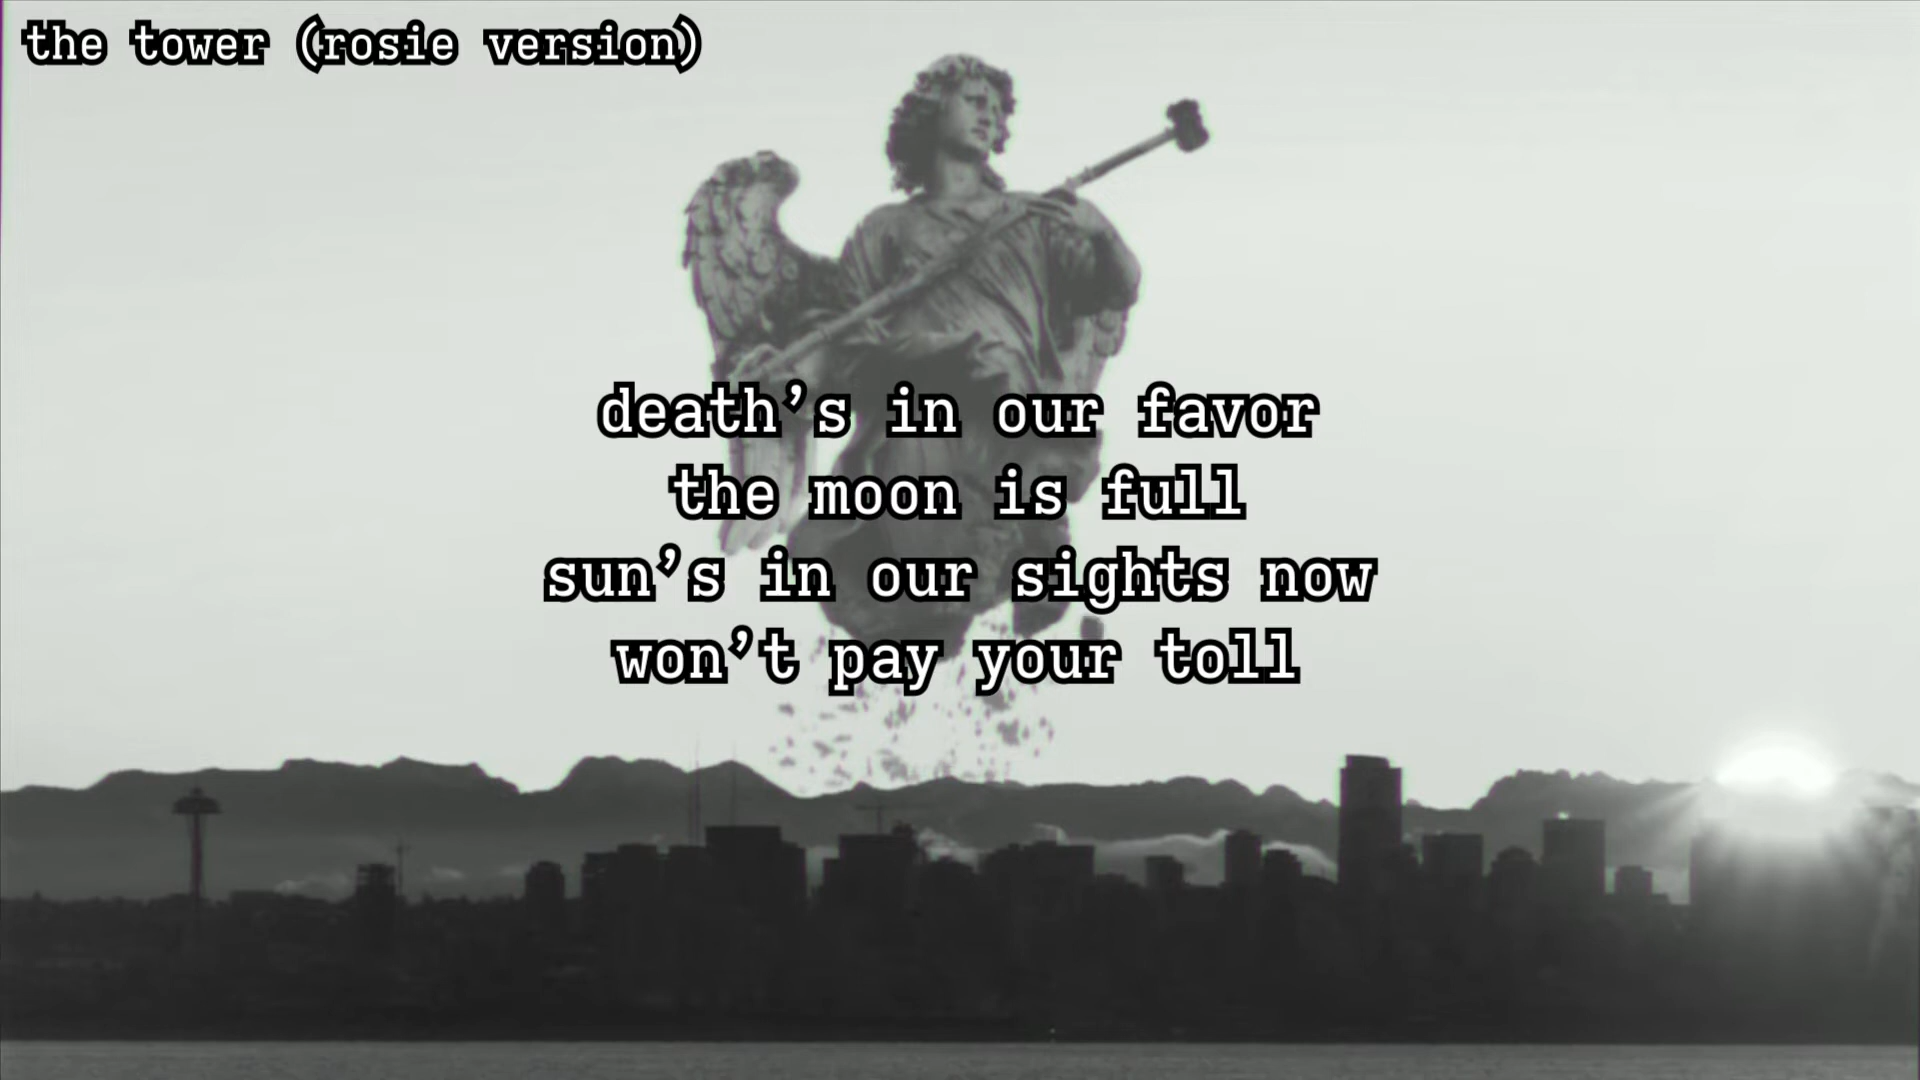 the tower (rosie version)
death’s in our favor
the moon is full
sun’s in our sights now
won’t pay your toll